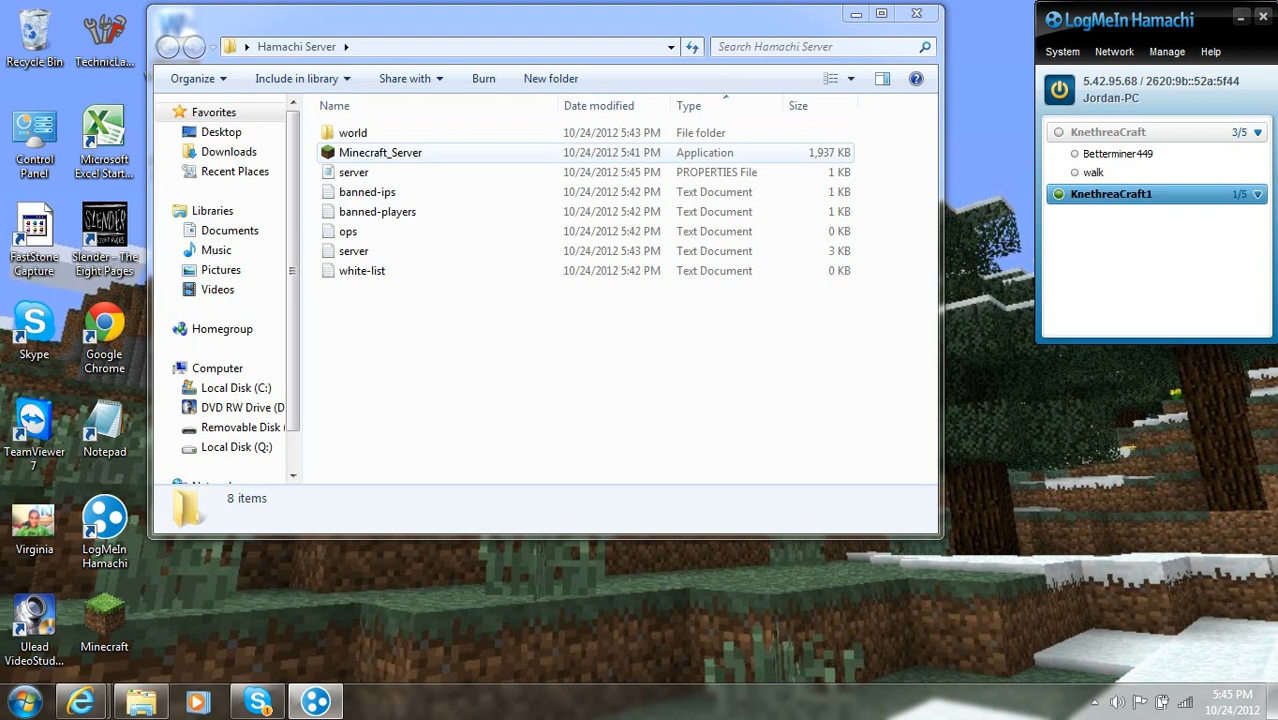 Recycle Bin
TechnicLa...
Control Panel
Microsoft Excel Start...
FastStone Capture
SLENDER
Slender - The Eight Pages
Skype
Google Chrome
TeamViewer 7
Notepad
Virginia
LogMeIn Hamachi
Ulead VideoStud...
Minecraft
Hamachi Server
Search Hamachi Server
Organize Include in library Share with Burn New folder
Favorites
Desktop
Downloads
Recent Places
Libraries
Documents
Music
Pictures
Videos
Homegroup
Computer
Local Disk (C:)
DVD RW Drive (D
Removable Disk
Local Disk (Q:)
Name Date modified Type Size
world 10/24/2012 5:43 PM File folder
Minecraft_Server 10/24/2012 5:41 PM Application 1,937 KB
server 10/24/2012 5:45 PM PROPERTIES File 1 KB
banned-ips 10/24/2012 5:42 PM Text Document 1 KB
banned-players 10/24/2012 5:42 PM Text Document 1 KB
ops 10/24/2012 5:42 PM Text Document 0 KB
server 10/24/2012 5:43 PM Text Document 3 KB
white-list 10/24/2012 5:42 PM Text Document 0 KB
8 items
LogMeIn Hamachi
System Network Manage Help
5.42.95.68 / 2620:9b::52a:5f44
Jordan-PC
KnethreaCraft 3/5
Betterminer449
walk
KnethreaCraft1 1/5
5:45 PM
10/24/2012